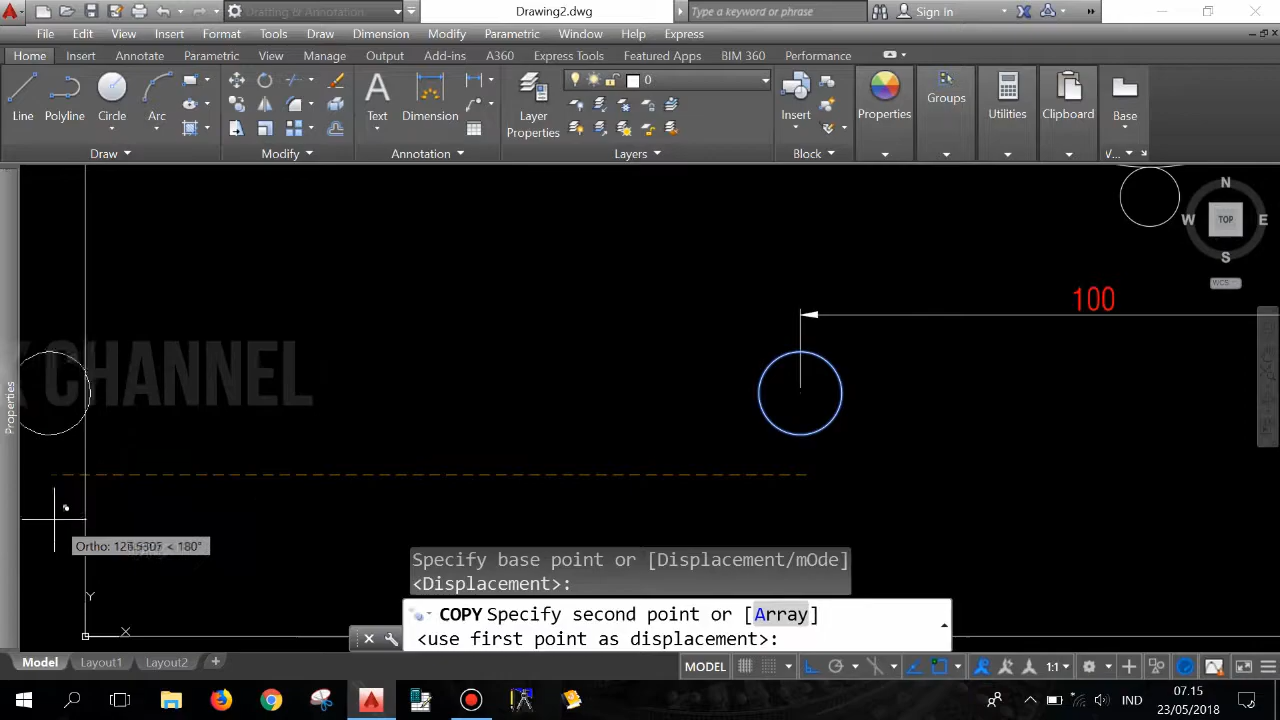 Drafting & Annotation
Drawing2.dwg
Type a keyword or phrase
Sign In
File Edit View Insert Format Tools Draw Dimension Modify Parametric Window Help Express
Home Insert Annotate Parametric View Manage Output Add-ins A360 Express Tools Featured Apps BIM 360 Performance
0
Line Polyline Circle Arc Text Dimension Layer Properties Insert Properties Groups Utilities Clipboard Base
Draw Modify Annotation Layers Block V...
N
W TOP E
S
WCS
100
CHANNEL
Properties
Specify base point or [Displacement/mOde]
<Displacement>:
Y
X
COPY Specify second point or [Array]
<use first point as displacement>:
Model Layout1 Layout2 + MODEL 1:1
IND
07.15
23/05/2018